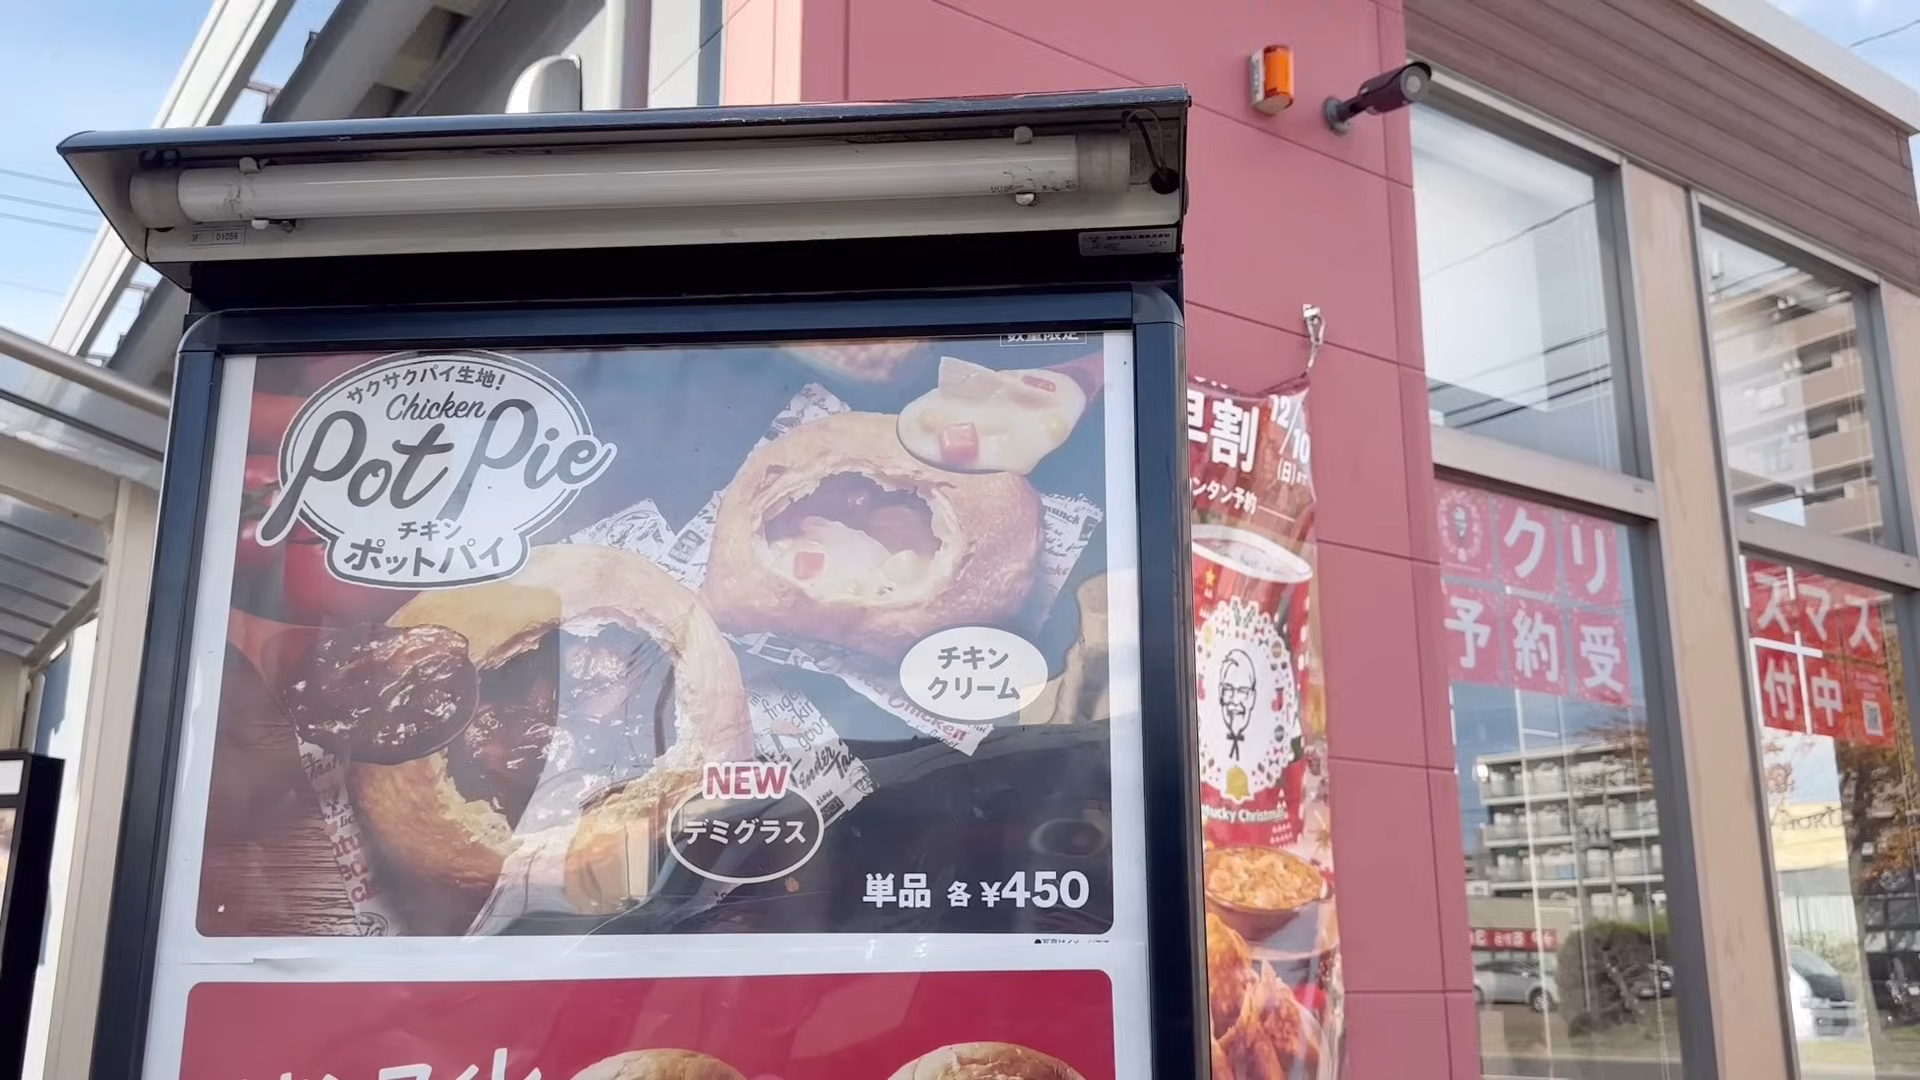 01056
数量限定
サクサクパイ生地!
Chicken
Pot Pie
チキン
ポットパイ
チキン
クリーム
NEW
デミグラス
単品 各 ¥450
早割
12/10
(日)
ンタン予約
tucky Christmas
クリ
予約受
スマス
付中